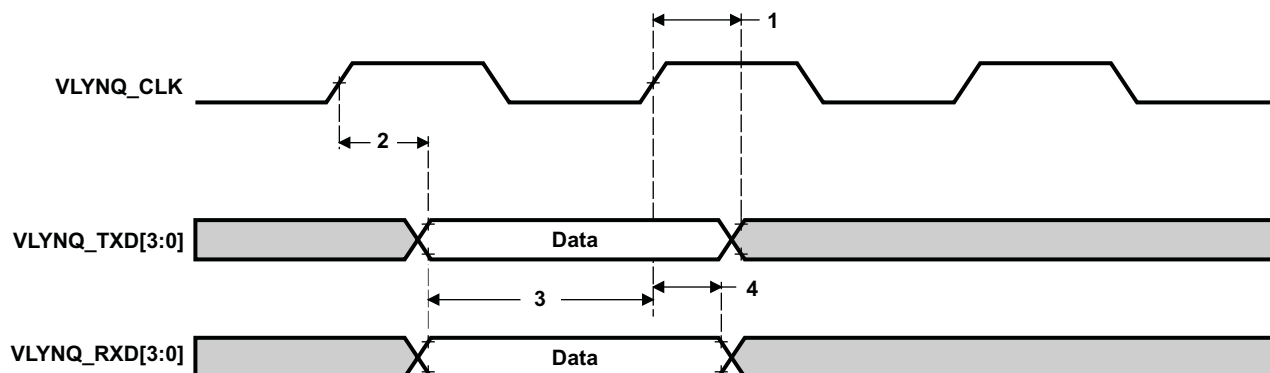 1
VLYNQ_CLK
2
VLYNQ_TXD[3:0]
Data
3
4
VLYNQ_RXD[3:0]
Data